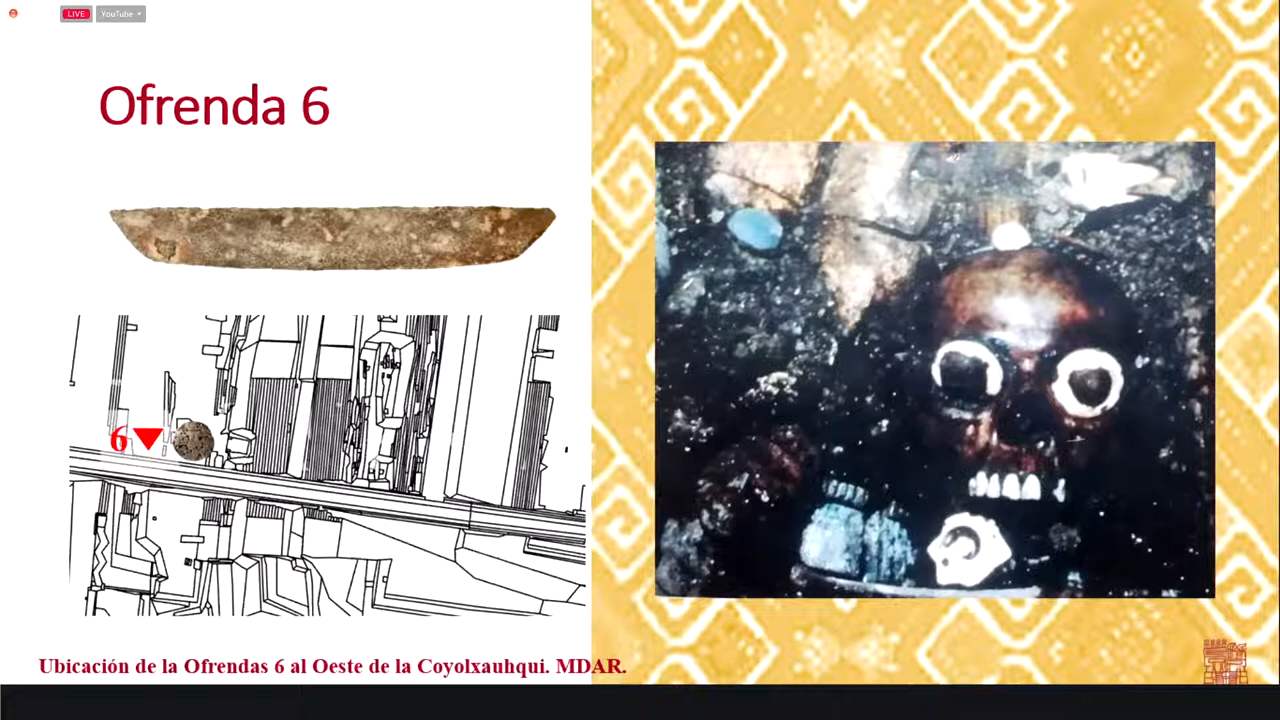 LIVE
YouTube
Ofrenda 6
6
Ubicación de la Ofrendas 6 al Oeste de la Coyolxauhqui. MDAR.